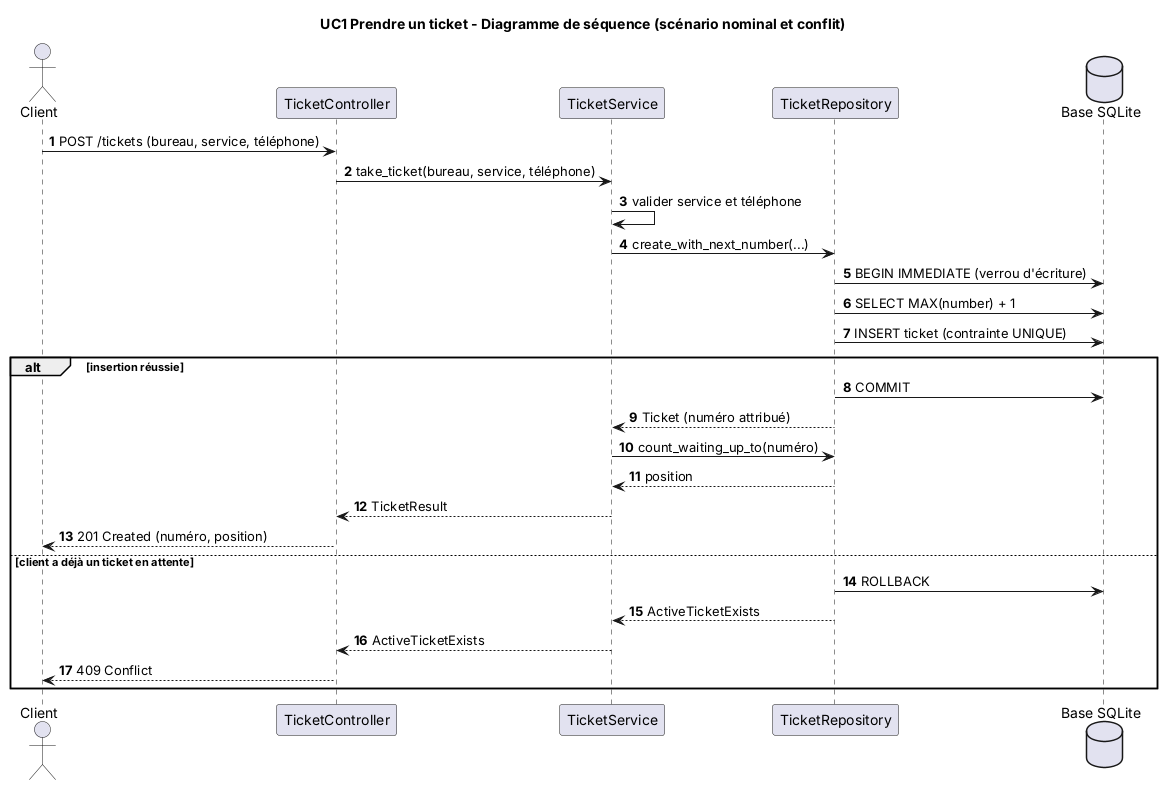 UC1 Prendre un ticket - Diagramme de séquence (scénario nominal et conflit)
Client
TicketController
TicketService
TicketRepository
Base SQLite
1 POST /tickets (bureau, service, téléphone)
2 take_ticket(bureau, service, téléphone)
3 valider service et téléphone
4 create_with_next_number(...)
5 BEGIN IMMEDIATE (verrou d'écriture)
6 SELECT MAX(number) + 1
7 INSERT ticket (contrainte UNIQUE)
alt [insertion réussie]
8 COMMIT
9 Ticket (numéro attribué)
10 count_waiting_up_to(numéro)
11 position
12 TicketResult
13 201 Created (numéro, position)
[client a déjà un ticket en attente]
14 ROLLBACK
15 ActiveTicketExists
16 ActiveTicketExists
17 409 Conflict
Client
TicketController
TicketService
TicketRepository
Base SQLite